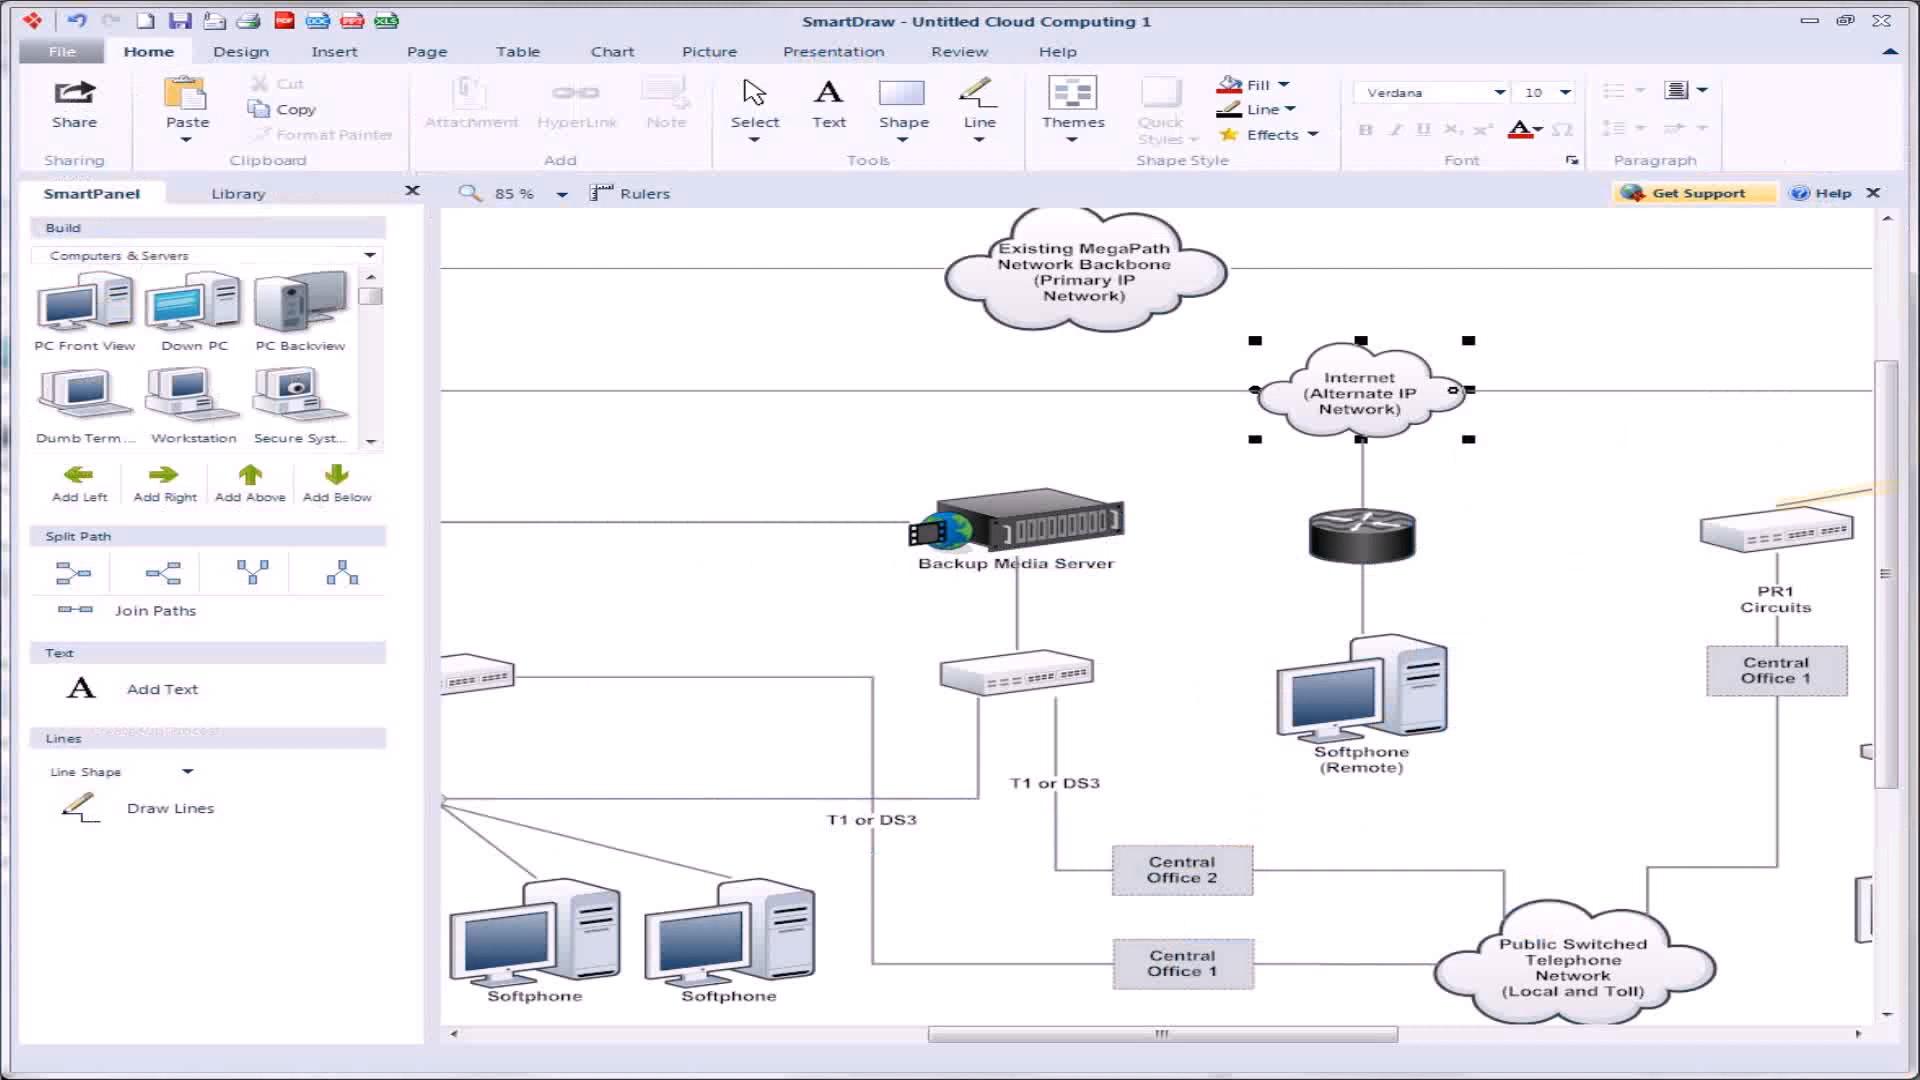 SmartDraw - Untitled Cloud Computing 1
PDF DOC PPT XLS
File Home Design Insert Page Table Chart Picture Presentation Review Help
Share
Sharing
Paste
Cut
Copy
Format Painter
Clipboard
Attachment
HyperLink
Note
Add
Select
A
Text
Shape
Line
Tools
Themes
Quick
Styles
Fill
Line
Effects
Shape Style
Verdana 10
B I U X₂ X² A Ω
Font
Paragraph
SmartPanel Library
85 % Rulers
Get Support Help
Build
Computers & Servers
PC Front View Down PC PC Backview
Dumb Term... Workstation Secure Syst...
Add Left Add Right Add Above Add Below
Split Path
Join Paths
Text
A Add Text
Lines
Line Shape
Draw Lines
Existing MegaPath
Network Backbone
(Primary IP
Network)
Internet
(Alternate IP
Network)
Backup Media Server
PR1
Circuits
Central
Office 1
Softphone
(Remote)
T1 or DS3
T1 or DS3
Central
Office 2
Central
Office 1
Public Switched
Telephone
Network
(Local and Toll)
Softphone
Softphone